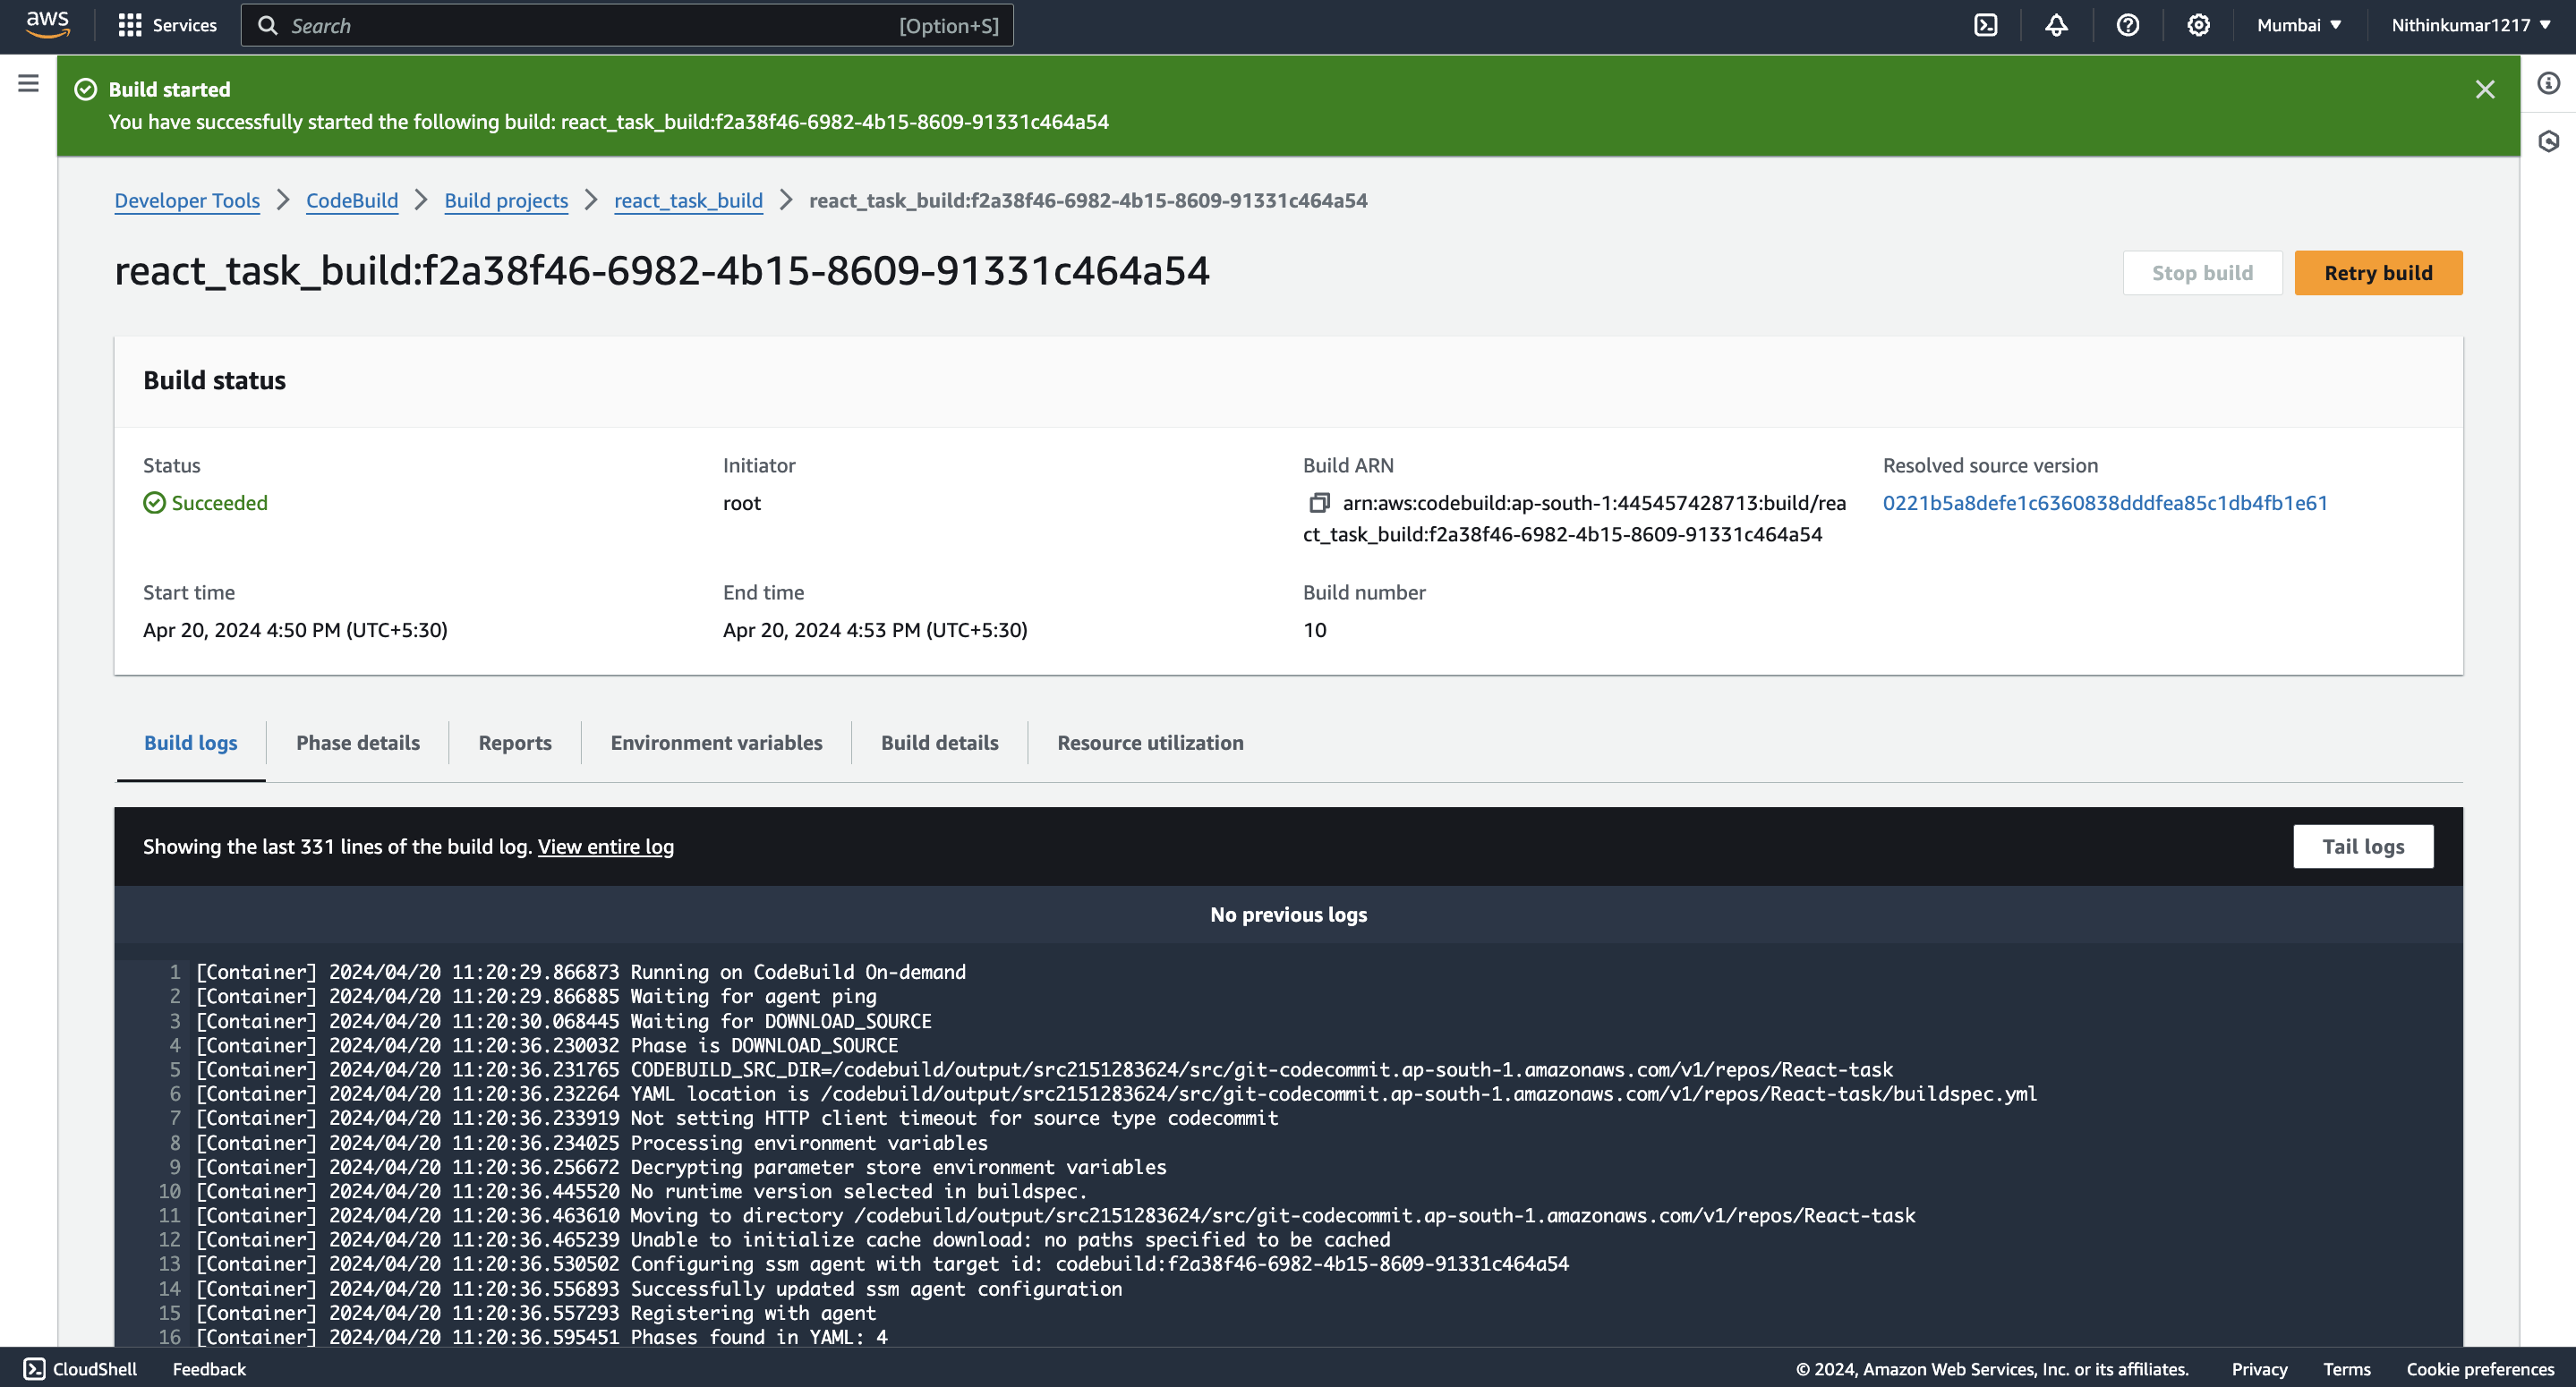 aws
Services
Search
[Option+S]
Mumbai
Nithinkumar1217
Build started
You have successfully started the following build: react_task_build:f2a38f46-6982-4b15-8609-91331c464a54
Developer Tools
CodeBuild
Build projects
react_task_build
react_task_build:f2a38f46-6982-4b15-8609-91331c464a54
react_task_build:f2a38f46-6982-4b15-8609-91331c464a54
Stop build
Retry build
Build status
Status
Succeeded
Initiator
root
Build ARN
arn:aws:codebuild:ap-south-1:445457428713:build/rea
ct_task_build:f2a38f46-6982-4b15-8609-91331c464a54
Resolved source version
0221b5a8defe1c6360838dddfea85c1db4fb1e61
Start time
Apr 20, 2024 4:50 PM (UTC+5:30)
End time
Apr 20, 2024 4:53 PM (UTC+5:30)
Build number
10
Build logs
Phase details
Reports
Environment variables
Build details
Resource utilization
Showing the last 331 lines of the build log. View entire log
Tail logs
No previous logs
1 [Container] 2024/04/20 11:20:29.866873 Running on CodeBuild On-demand
2 [Container] 2024/04/20 11:20:29.866885 Waiting for agent ping
3 [Container] 2024/04/20 11:20:30.068445 Waiting for DOWNLOAD_SOURCE
4 [Container] 2024/04/20 11:20:36.230032 Phase is DOWNLOAD_SOURCE
5 [Container] 2024/04/20 11:20:36.231765 CODEBUILD_SRC_DIR=/codebuild/output/src2151283624/src/git-codecommit.ap-south-1.amazonaws.com/v1/repos/React-task
6 [Container] 2024/04/20 11:20:36.232264 YAML location is /codebuild/output/src2151283624/src/git-codecommit.ap-south-1.amazonaws.com/v1/repos/React-task/buildspec.yml
7 [Container] 2024/04/20 11:20:36.233919 Not setting HTTP client timeout for source type codecommit
8 [Container] 2024/04/20 11:20:36.234025 Processing environment variables
9 [Container] 2024/04/20 11:20:36.256672 Decrypting parameter store environment variables
10 [Container] 2024/04/20 11:20:36.445520 No runtime version selected in buildspec.
11 [Container] 2024/04/20 11:20:36.463610 Moving to directory /codebuild/output/src2151283624/src/git-codecommit.ap-south-1.amazonaws.com/v1/repos/React-task
12 [Container] 2024/04/20 11:20:36.465239 Unable to initialize cache download: no paths specified to be cached
13 [Container] 2024/04/20 11:20:36.530502 Configuring ssm agent with target id: codebuild:f2a38f46-6982-4b15-8609-91331c464a54
14 [Container] 2024/04/20 11:20:36.556893 Successfully updated ssm agent configuration
15 [Container] 2024/04/20 11:20:36.557293 Registering with agent
16 [Container] 2024/04/20 11:20:36.595451 Phases found in YAML: 4
CloudShell
Feedback
© 2024, Amazon Web Services, Inc. or its affiliates.
Privacy
Terms
Cookie preferences